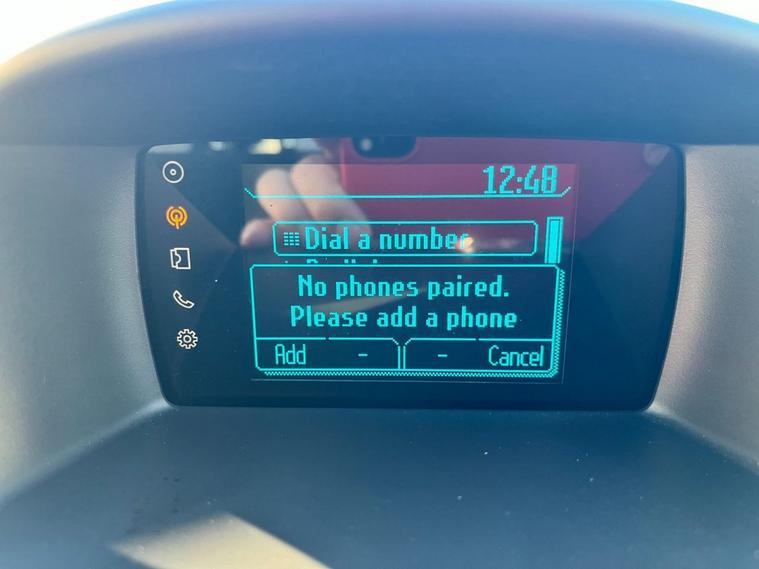 12:48
Dial a number
No phones paired.
Please add a phone
Add - - Cancel